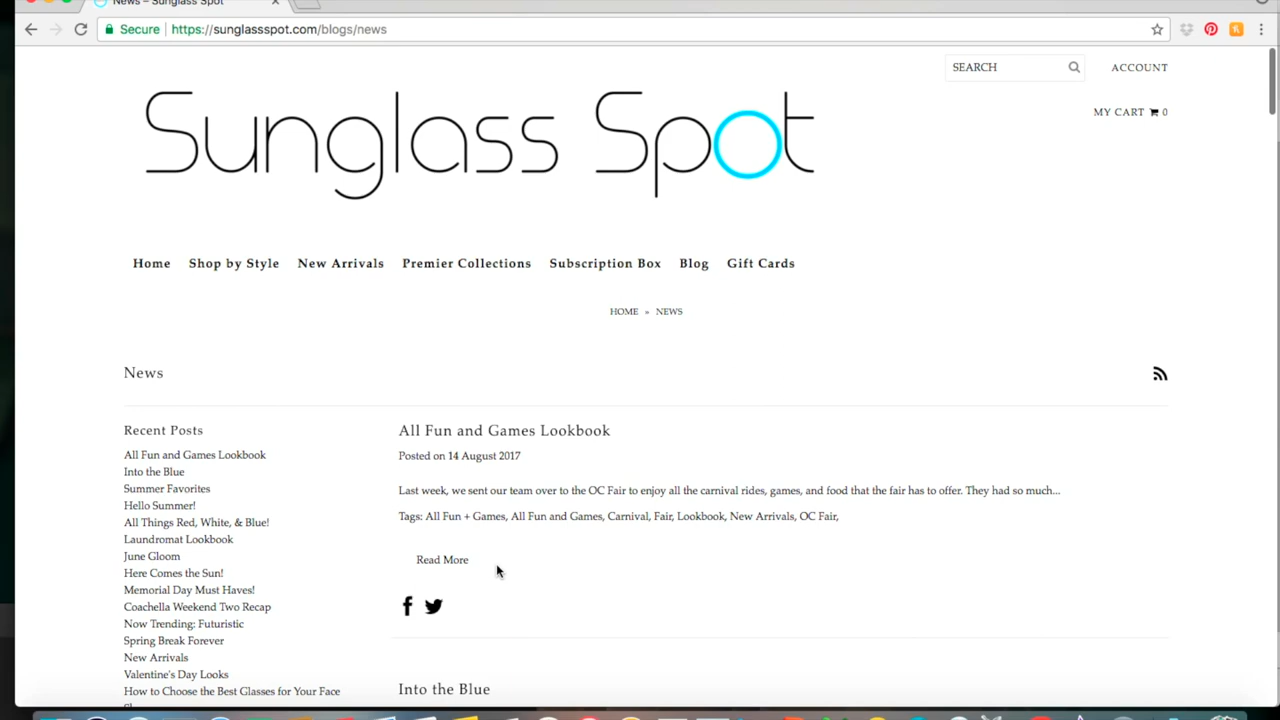 News – Sunglass Spot
Secure https://sunglassspot.com/blogs/news
SEARCH
ACCOUNT
MY CART 0
Sunglass Spot
Home Shop by Style New Arrivals Premier Collections Subscription Box Blog Gift Cards
HOME » NEWS
News
Recent Posts
All Fun and Games Lookbook
Into the Blue
Summer Favorites
Hello Summer!
All Things Red, White, & Blue!
Laundromat Lookbook
June Gloom
Here Comes the Sun!
Memorial Day Must Haves!
Coachella Weekend Two Recap
Now Trending: Futuristic
Spring Break Forever
New Arrivals
Valentine's Day Looks
How to Choose the Best Glasses for Your Face
All Fun and Games Lookbook
Posted on 14 August 2017
Last week, we sent our team over to the OC Fair to enjoy all the carnival rides, games, and food that the fair has to offer. They had so much...
Tags: All Fun + Games, All Fun and Games, Carnival, Fair, Lookbook, New Arrivals, OC Fair,
Read More
Into the Blue